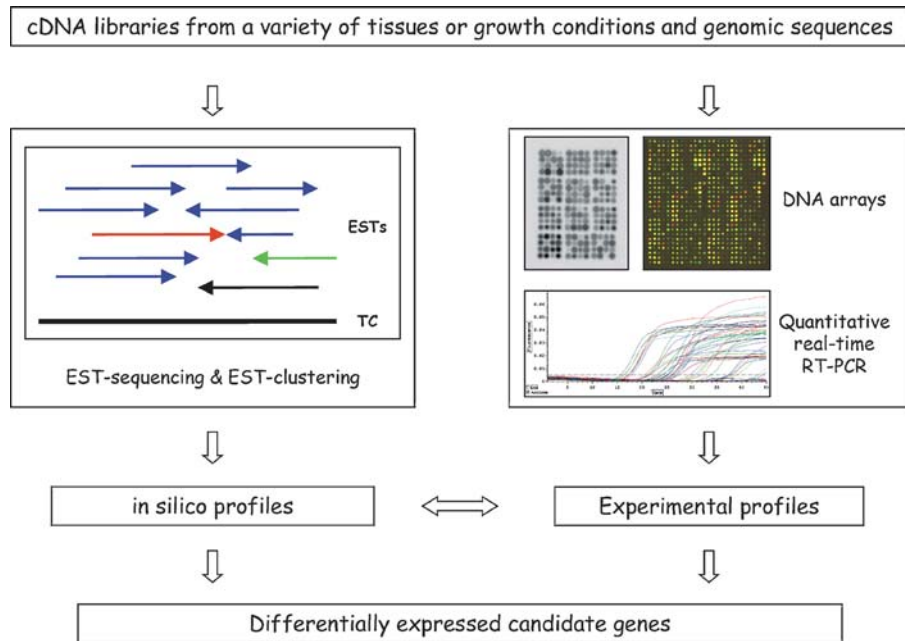 cDNA libraries from a variety of tissues or growth conditions and genomic sequences
ESTs
TC
EST-sequencing & EST-clustering
DNA arrays
Quantitative
real-time
RT-PCR
in silico profiles
Experimental profiles
Differentially expressed candidate genes